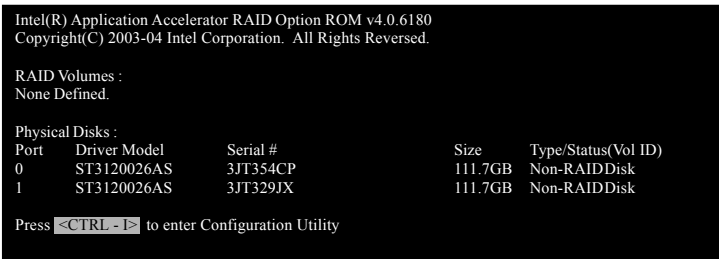 Intel(R) Application Accelerator RAID Option ROM v4.0.6180
Copyright(C) 2003-04 Intel Corporation. All Rights Reversed.
RAID Volumes :
None Defined.
Physical Disks :
Port Driver Model Serial # Size Type/Status(Vol ID)
0 ST3120026AS 3JT354CP 111.7GB Non-RAIDDisk
1 ST3120026AS 3JT329JX 111.7GB Non-RAIDDisk
Press <CTRL - I> to enter Configuration Utility